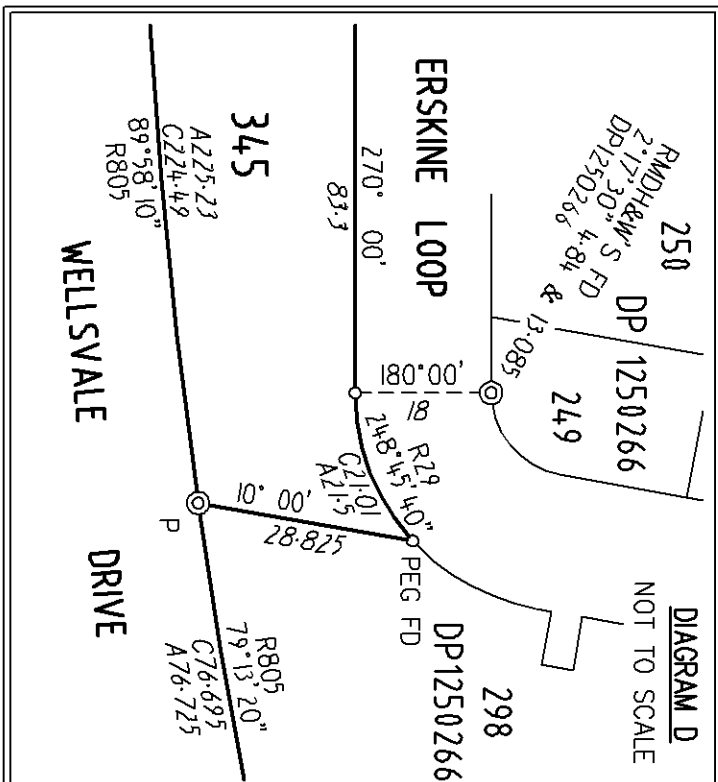 DIAGRAM D
NOT TO SCALE
RMDH&W'S FD
2°17'30" 4·84 & 13·085
DP1250266
250
DP 1250266
249
298
DP1250266
ERSKINE LOOP
270° 00'
83.3
180°00'
18
R29
248°45'40"
C21·01
A21·5
PEG FD
10° 00'
28·825
P
345
A225·23
C224·49
89°58'10"
R805
WELLSVALE
DRIVE
R805
79°13'20"
C76·695
A76·725